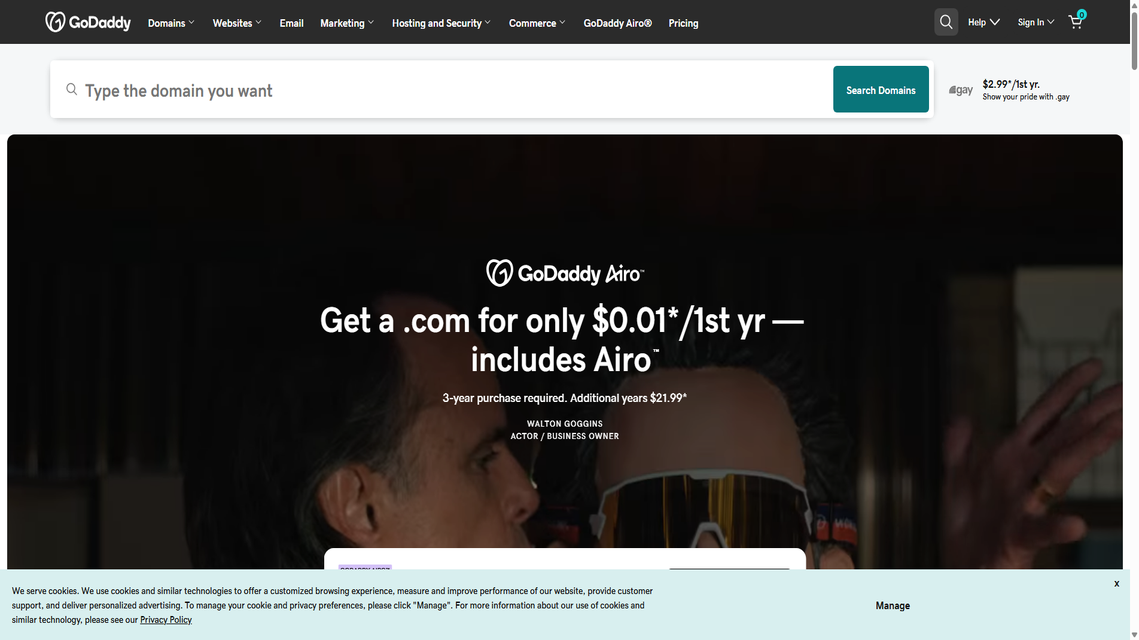 GoDaddy Domains Websites Email Marketing Hosting and Security Commerce GoDaddy Airo® Pricing Help Sign In 0
Type the domain you want Search Domains gay $2.99*/1st yr.
Show your pride with .gay
GoDaddy Airo™
Get a .com for only $0.01*/1st yr —
includes Airo™
3-year purchase required. Additional years $21.99*
WALTON GOGGINS
ACTOR / BUSINESS OWNER
We serve cookies. We use cookies and similar technologies to offer a customized browsing experience, measure and improve performance of our website, provide customer
support, and deliver personalized advertising. To manage your cookie and privacy preferences, please click "Manage". For more information about our use of cookies and
similar technology, please see our Privacy Policy
Manage
x